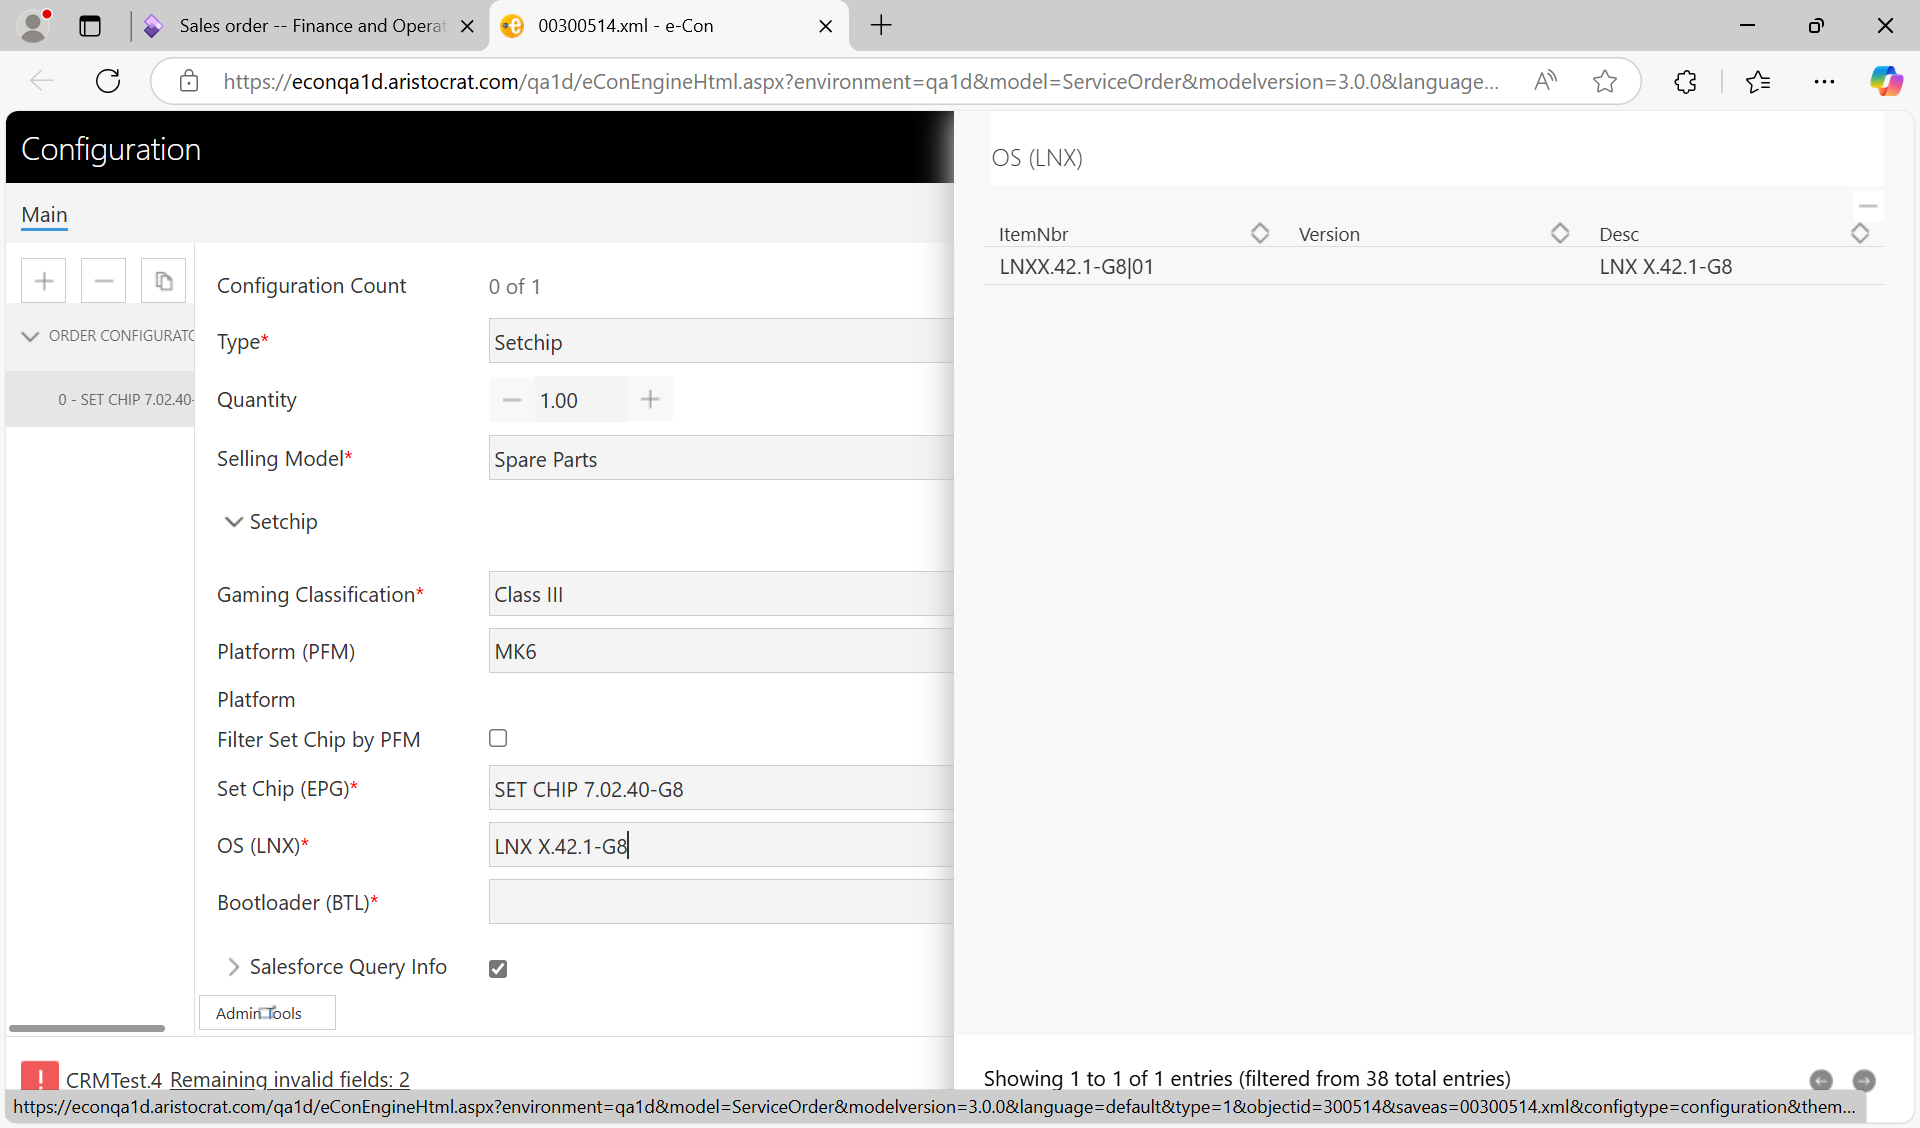 Sales order -- Finance and Operat
00300514.xml - e-Con
https://econqa1d.aristocrat.com/qa1d/eConEngineHtml.aspx?environment=qa1d&model=ServiceOrder&modelversion=3.0.0&language...
Configuration
Main
ORDER CONFIGURATO
0 - SET CHIP 7.02.40-
Configuration Count 0 of 1
Type* Setchip
Quantity 1.00
Selling Model* Spare Parts
Setchip
Gaming Classification* Class III
Platform (PFM) MK6
Platform
Filter Set Chip by PFM
Set Chip (EPG)* SET CHIP 7.02.40-G8
OS (LNX)* LNX X.42.1-G8
Bootloader (BTL)*
Salesforce Query Info
Admin Tools
CRMTest.4 Remaining invalid fields: 2
OS (LNX)
ItemNbr Version Desc
LNXX.42.1-G8|01 LNX X.42.1-G8
Showing 1 to 1 of 1 entries (filtered from 38 total entries)
https://econqa1d.aristocrat.com/qa1d/eConEngineHtml.aspx?environment=qa1d&model=ServiceOrder&modelversion=3.0.0&language=default&type=1&objectid=300514&saveas=00300514.xml&configtype=configuration&them...